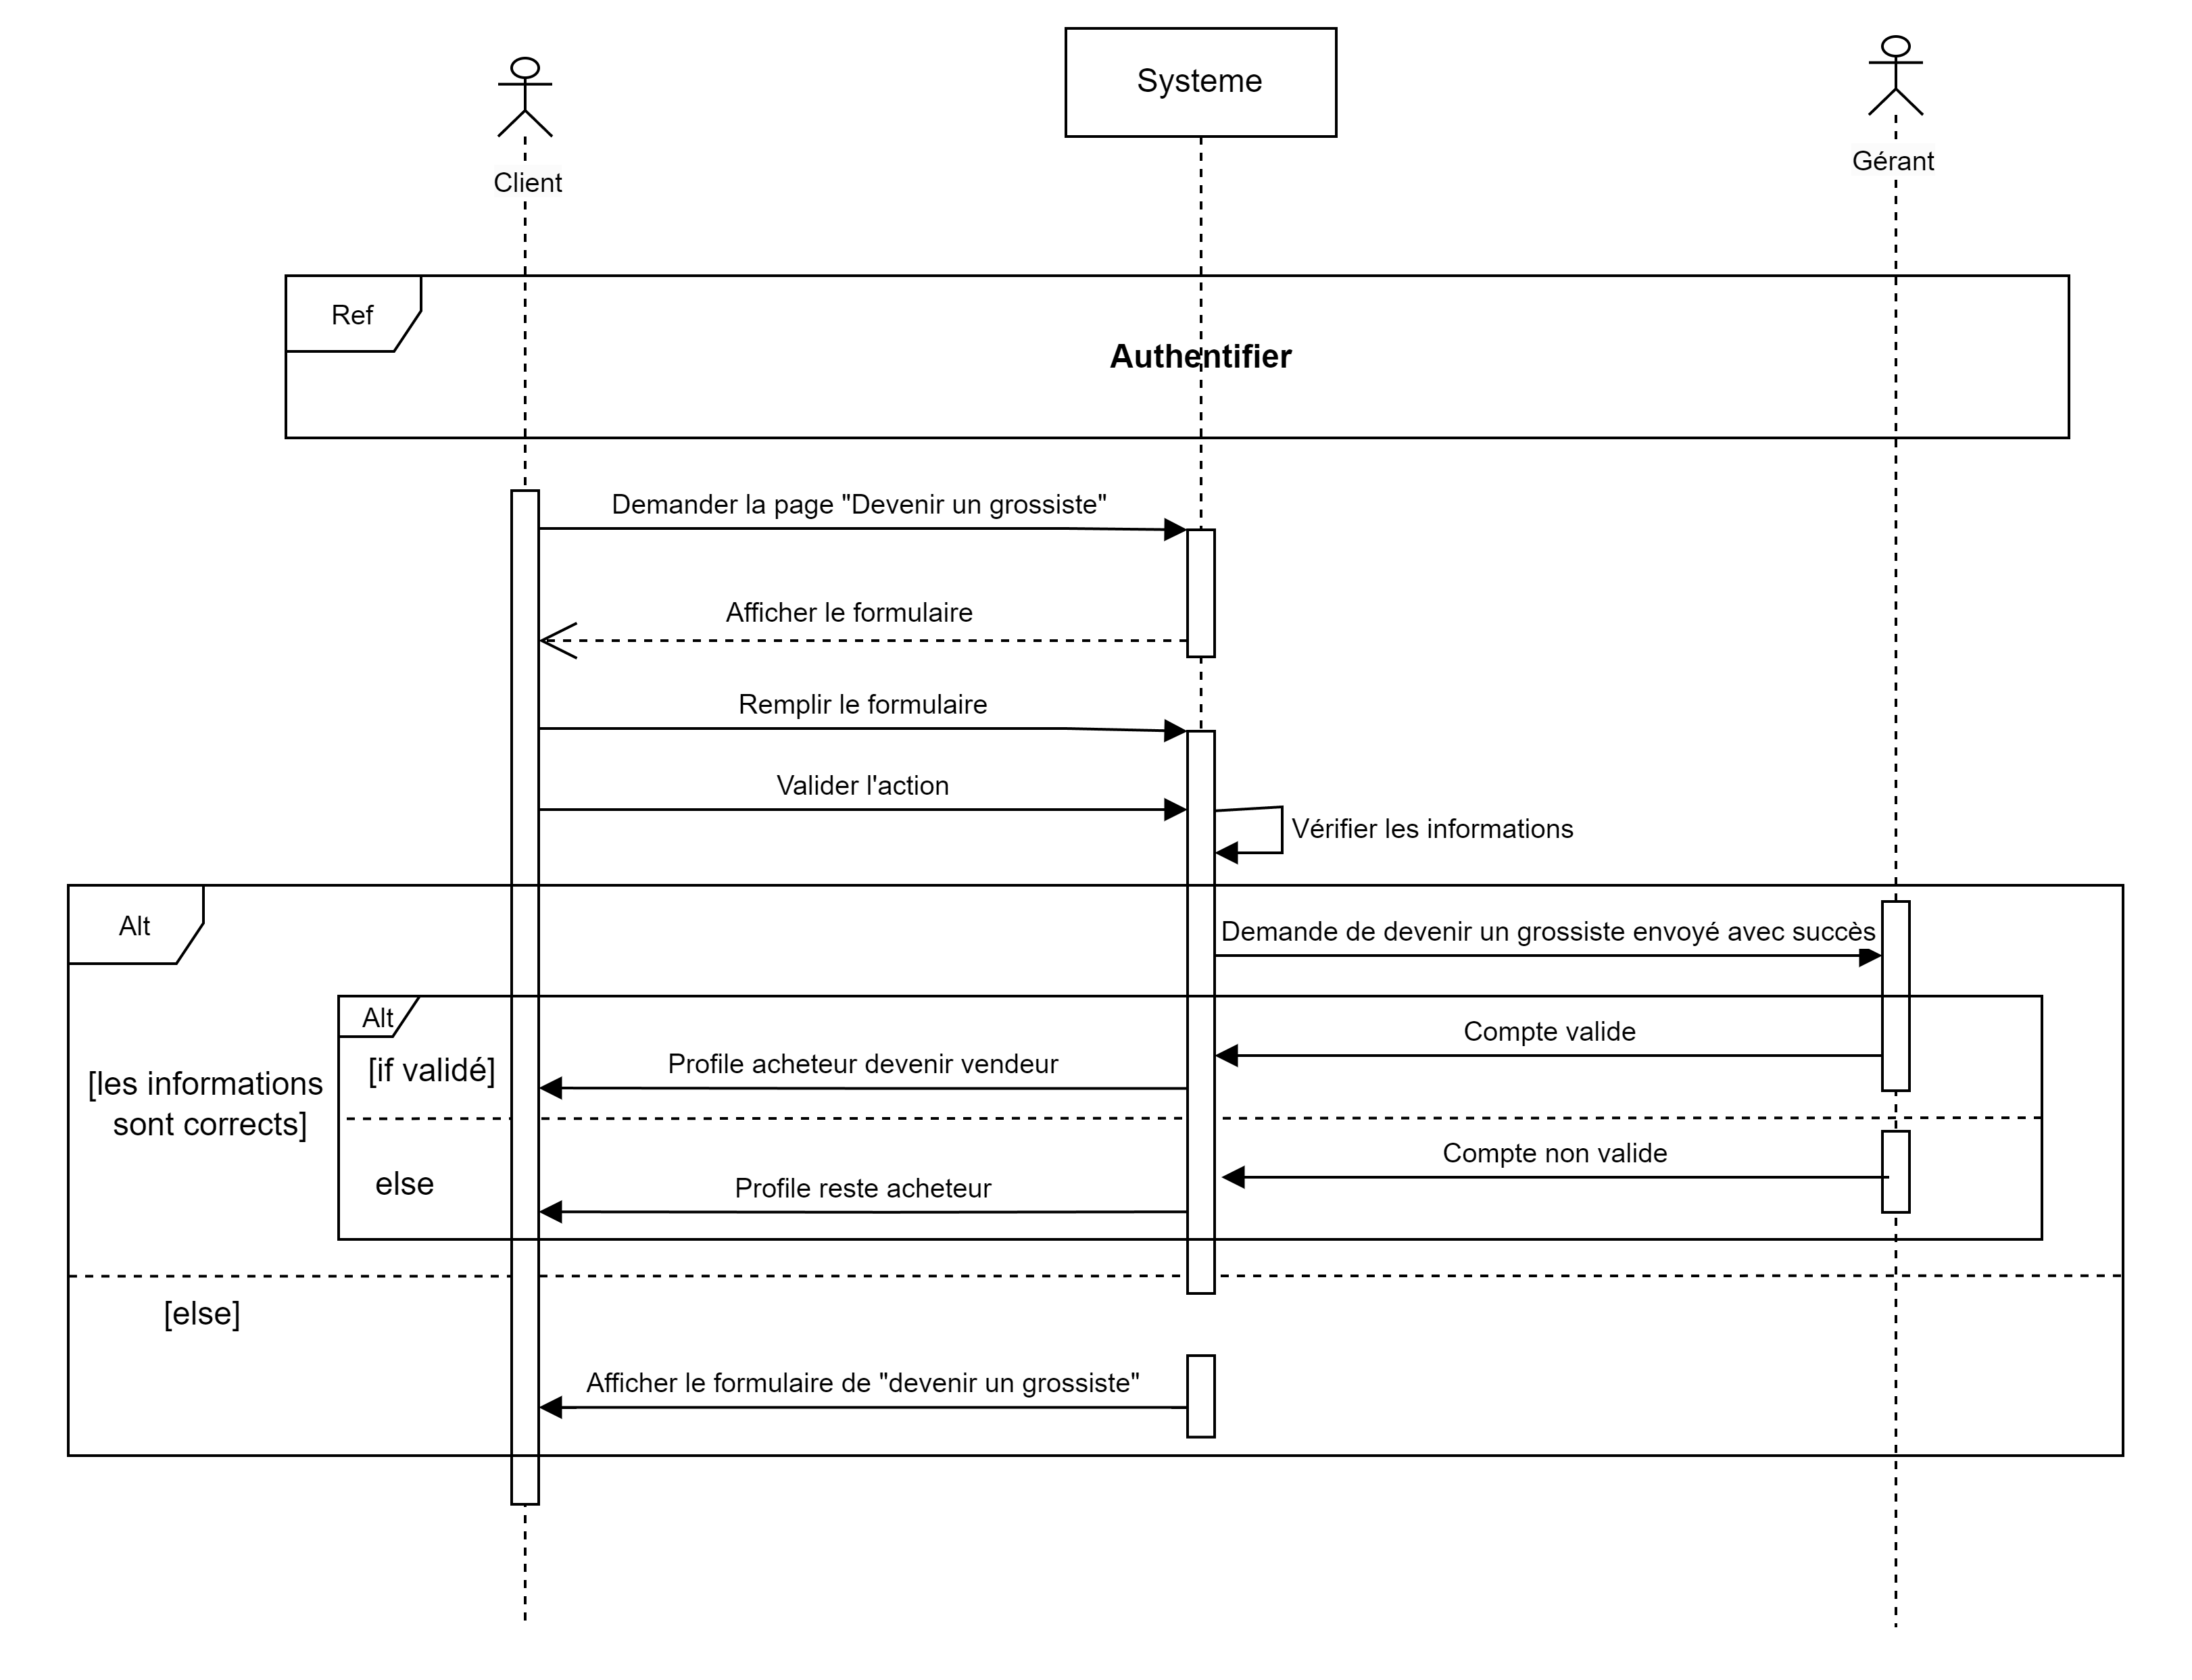 Systeme
Client
Gérant
Ref
Authentifier
Demander la page "Devenir un grossiste"
Afficher le formulaire
Remplir le formulaire
Valider l'action
Vérifier les informations
Alt
Demande de devenir un grossiste envoyé avec succès
Alt
Compte valide
[if validé]
Profile acheteur devenir vendeur
[les informations
sont corrects]
Compte non valide
else
Profile reste acheteur
[else]
Afficher le formulaire de "devenir un grossiste"